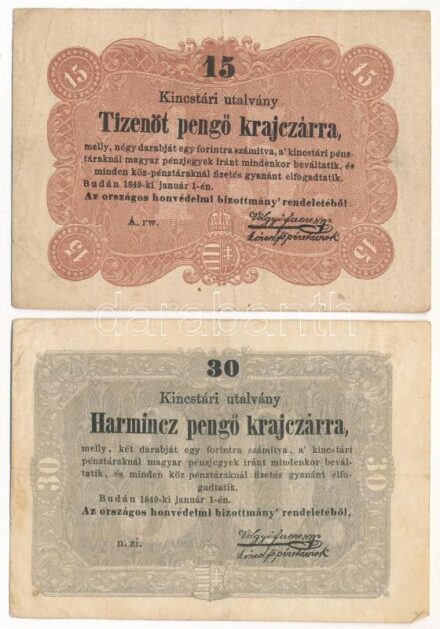 15
15 15
Kincstári utalvány
Tizenöt pengő krajczárra,
melly, négy darabját egy forintra számítva, a' kincstári pénz-
táraknál magyar pénzjegyek iránt mindenkor beváltatik, és
minden köz-pénztáraknál fizetés gyanánt elfogadtatik.
Budán 1849-ki január 1-én.
Az országos honvédelmi bizottmány' rendeletéből
A. rw.
15 15
darabanth
30
Kincstári utalvány
Harmincz pengő krajczárra,
melly, két darabját egy forintra számítva, a' kincstári
pénztáraknál magyar pénzjegyek iránt mindenkor bevál-
tatik, és minden köz-pénztáraknál fizetés gyanánt elfo-
gadtatik.
30 30
Budán 1849-ki január 1-én.
Az országos honvédelmi bizottmány' rendeletéből,
n. zi.